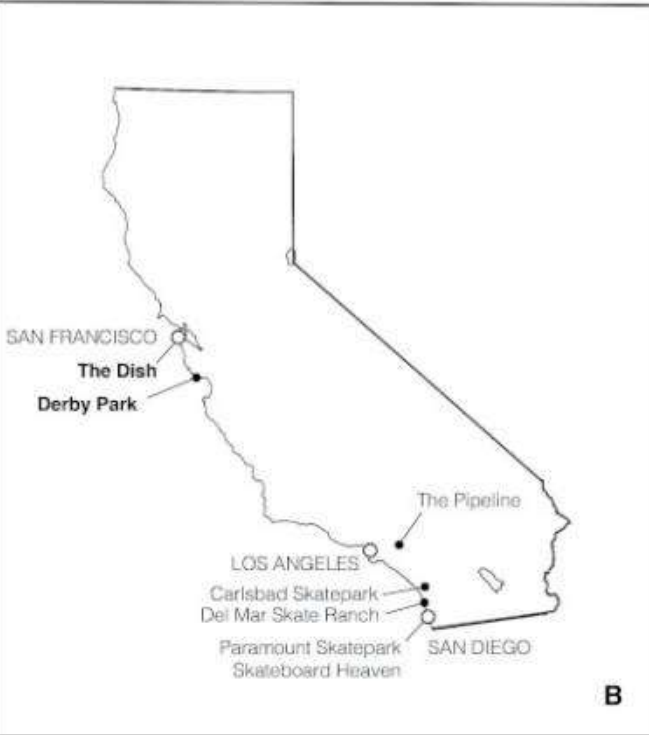 SAN FRANCISCO
The Dish
Derby Park
The Pipeline
LOS ANGELES
Carlsbad Skatepark
Del Mar Skate Ranch
Paramount Skatepark
Skateboard Heaven
SAN DIEGO
B